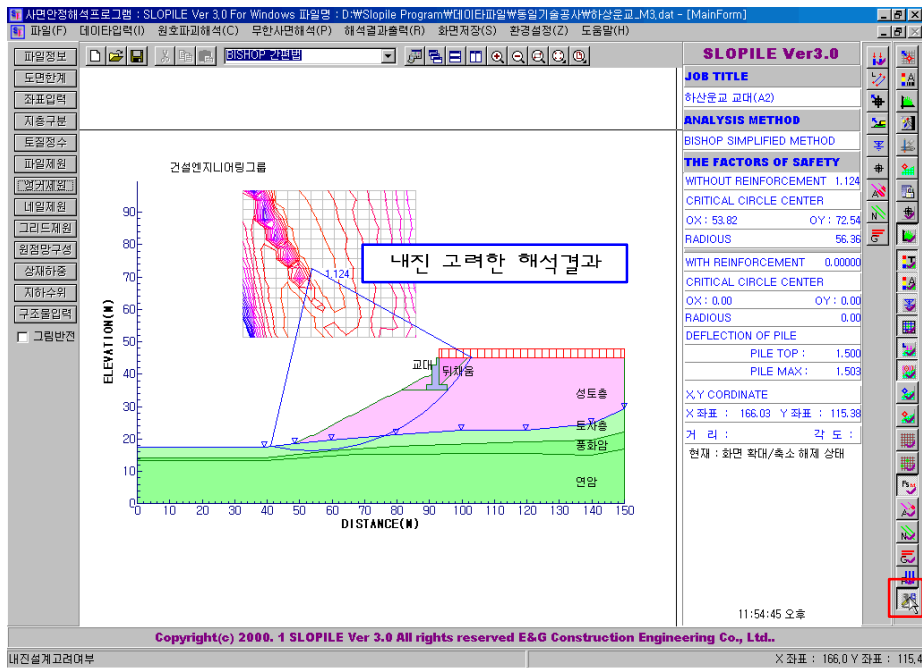 사면안정해석프로그램 : SLOPILE Ver 3,0 For Windows 파일명 : D:₩Slopile Program₩데이타파일₩동일기술공사₩하상운교_M3,dat - [MainForm]
파일(F) 데이타입력(I) 원호파괴해석(C) 무한사면해석(P) 해석결과출력(R) 화면저장(S) 환경설정(Z) 도움말(H)
파일정보
도면한계
좌표입력
지층구분
토질정수
파일제원
앵커제원
네일제원
그리드제원
원점망구성
상재하중
지하수위
구조물입력
그림반전
BISHOP 간편법
건설엔지니어링그룹
내진 고려한 해석결과
1,124
교대
뒤채움
성토층
토사층
풍화암
연암
ELEVATION(M)
90
80
70
60
50
40
30
20
10
0
10 20 30 40 50 60 70 80 90 100 110 120 130 140 150
DISTANCE(M)
SLOPILE Ver3.0
JOB TITLE
하산운교 교대(A2)
ANALYSIS METHOD
BISHOP SIMPLIFIED METHOD
THE FACTORS OF SAFETY
WITHOUT REINFORCEMENT 1.124
CRITICAL CIRCLE CENTER
OX : 53.82 OY : 72.54
RADIOUS 56.36
WITH REINFORCEMENT 0.00000
CRITICAL CIRCLE CENTER
OX : 0.00 OY : 0.00
RADIOUS 0.00
DEFLECTION OF PILE
PILE TOP : 1.500
PILE MAX : 1.503
X,Y CORDINATE
X 좌표 : 166.03 Y 좌표 : 115.38
거 리 : 각 도 :
현재 : 화면 확대/축소 해제 상태
11:54:45 오후
Copyright(c) 2000. 1 SLOPILE Ver 3.0 All rights reserved E&G Construction Engineering Co., Ltd..
내진설계고려여부
X 좌표 : 166,0 Y 좌표 : 115,4